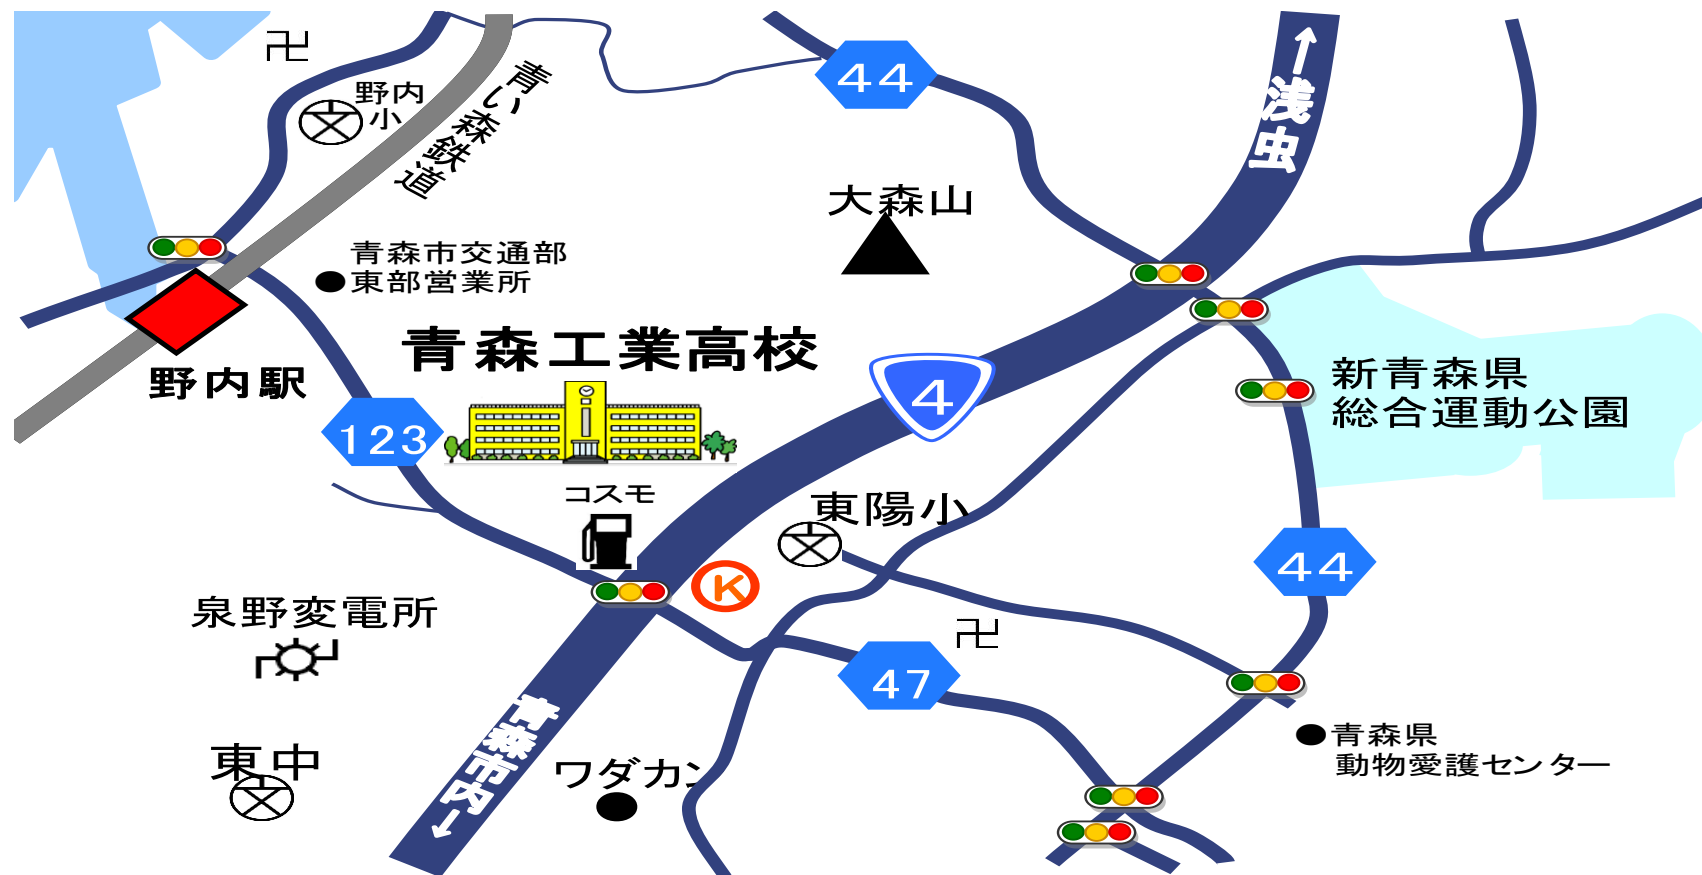 野内
小
青い森鉄道
44
←浅虫
大森山
青森市交通部
東部営業所
青森工業高校
野内駅
123
4
新青森県
総合運動公園
コスモ
東陽小
44
K
泉野変電所
47
青森市内→
東中
ワダカン
青森県
動物愛護センター